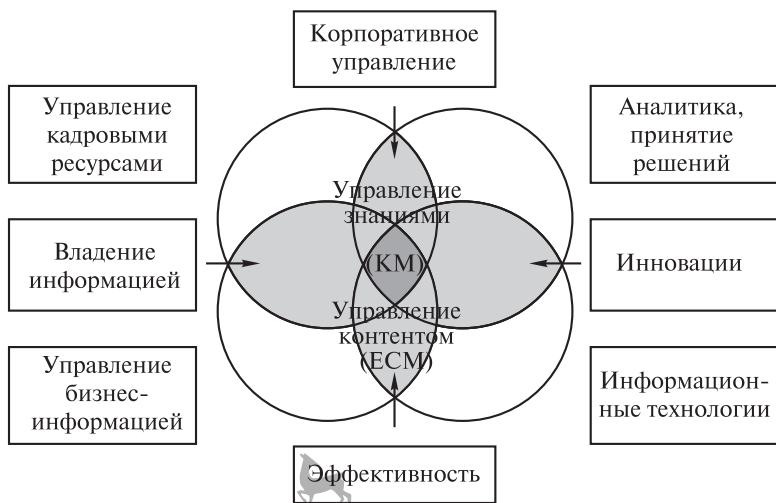 Корпоративное
управление
Управление
кадровыми
ресурсами
Аналитика,
принятие
решений
Управление
знаниями
(KM)
Владение
информацией
Инновации
Управление
контентом
(ECM)
Управление
бизнес-
информацией
Информацион-
ные технологии
Эффективность